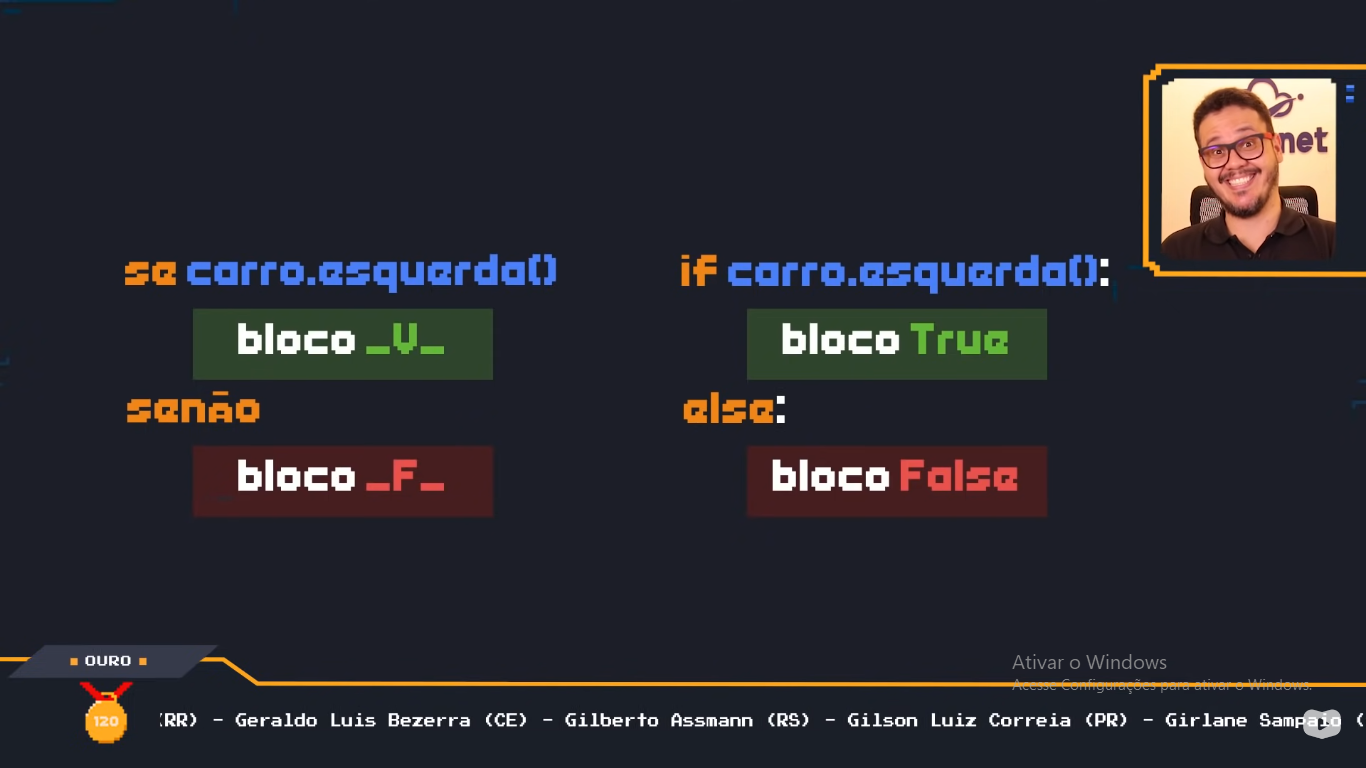 net
se carro.esquerda()
bloco _V_
senão
bloco _F_
if carro.esquerda():
bloco True
else:
bloco False
OURO
120
(RR) - Geraldo Luis Bezerra (CE) - Gilberto Assmann (RS) - Gilson Luiz Correia (PR) - Girlane Sampaio (
Ativar o Windows
Acesse Configurações para ativar o Windows.